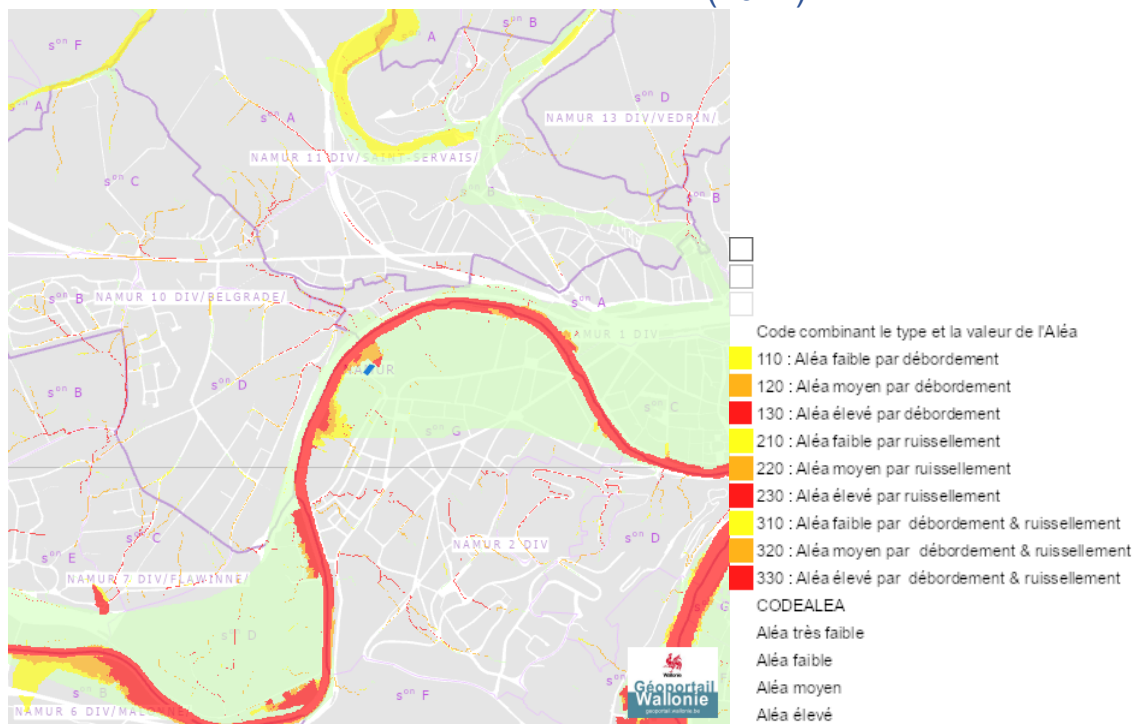 sᵒⁿ F
sᵒⁿ B
A
A
sᵒⁿ A
sᵒⁿ D
NAMUR 13 DIV/VEDRIN/
NAMUR 11 DIV/SAINT-SERVAIS/
sᵒⁿ C
sᵒⁿ B
sᵒⁿ B
sᵒⁿ B
NAMUR 10 DIV/BELGRADE/
sᵒⁿ A
MUR 1 DIV
NAMUR
sᵒⁿ B
sᵒⁿ D
sᵒⁿ C
sᵒⁿ G
sᵒⁿ E
sᵒⁿ C
NAMUR 2 DIV
sᵒⁿ D
NAMUR 7 DIV/FLAWINNE/
sᵒⁿ D
sᵒⁿ B
sᵒⁿ F
NAMUR 6 DIV/MALONNE/
Wallonie
Géoportail
Wallonie
geoportail.wallonie.be
Code combinant le type et la valeur de l'Aléa
110 : Aléa faible par débordement
120 : Aléa moyen par débordement
130 : Aléa élevé par débordement
210 : Aléa faible par ruissellement
220 : Aléa moyen par ruissellement
230 : Aléa élevé par ruissellement
310 : Aléa faible par débordement & ruissellement
320 : Aléa moyen par débordement & ruissellement
330 : Aléa élevé par débordement & ruissellement
CODEALEA
Aléa très faible
Aléa faible
Aléa moyen
Aléa élevé